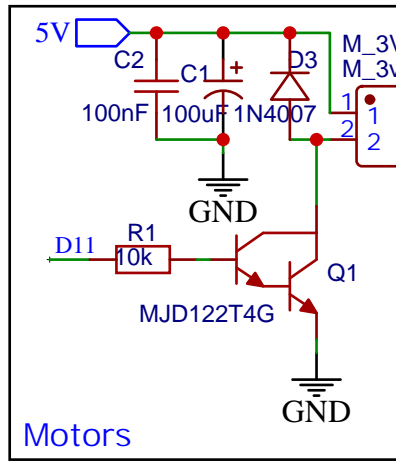 5V
C2
C1
+
D3
M_3V
M_3v
100nF
100uF
1N4007
1
1
2
2
GND
D11
R1
10k
Q1
MJD122T4G
GND
Motors